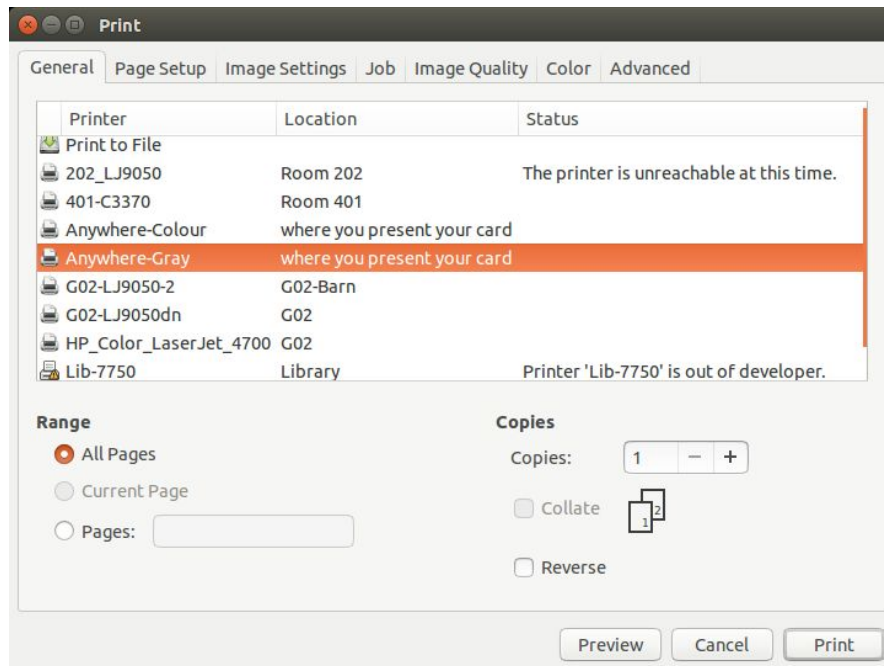 Print
General Page Setup Image Settings Job Image Quality Color Advanced
Printer Location Status
Print to File
202_LJ9050 Room 202 The printer is unreachable at this time.
401-C3370 Room 401
Anywhere-Colour where you present your card
Anywhere-Gray where you present your card
G02-LJ9050-2 G02-Barn
G02-LJ9050dn G02
HP_Color_LaserJet_4700 G02
Lib-7750 Library Printer 'Lib-7750' is out of developer.
Range Copies
All Pages Copies: 1 − +
Current Page Collate 1 2
Pages: Reverse
Preview Cancel Print